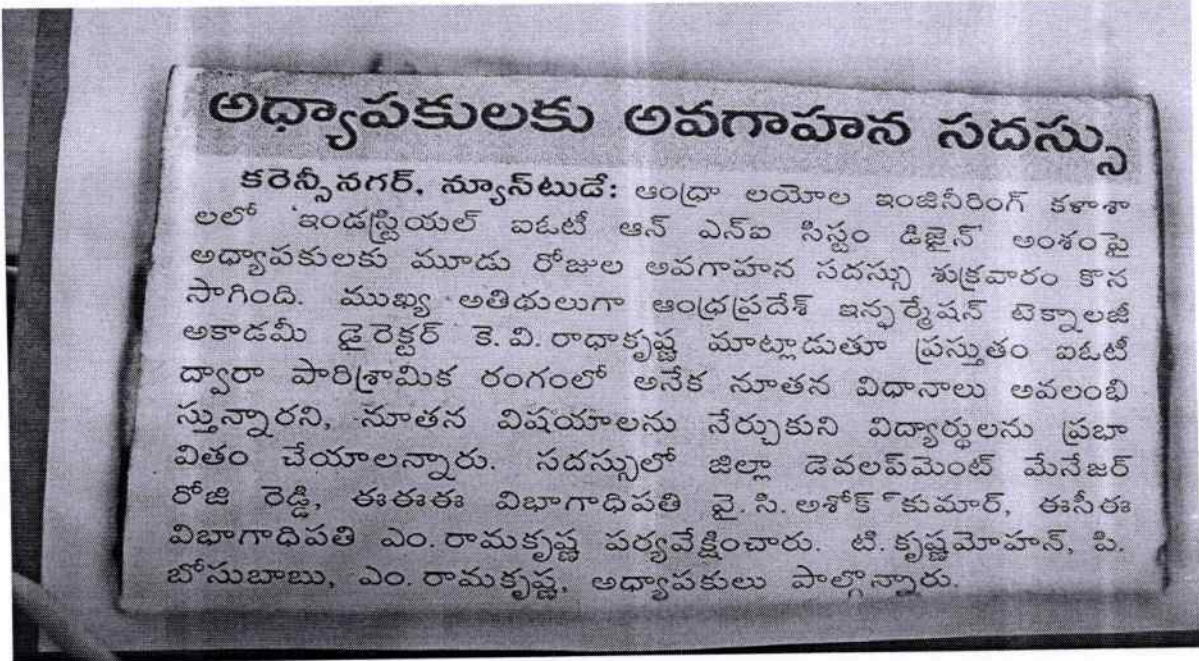 అధ్యాపకులకు అవగాహన సదస్సు
కరెన్సీనగర్, న్యూస్‌టుడే: ఆంధ్రా లయోల ఇంజినీరింగ్ కళాశా
లలో 'ఇండస్ట్రియల్ ఐఓటీ ఆన్ ఎన్ఐ సిస్టం డిజైన్' అంశంపై
అధ్యాపకులకు మూడు రోజుల అవగాహన సదస్సు శుక్రవారం కొన
సాగింది. ముఖ్య అతిథులుగా ఆంధ్రప్రదేశ్ ఇన్ఫర్మేషన్ టెక్నాలజీ
అకాడమీ డైరెక్టర్ కె.వి.రాధాకృష్ణ మాట్లాడుతూ ప్రస్తుతం ఐఓటీ
ద్వారా పారిశ్రామిక రంగంలో అనేక నూతన విధానాలు అవలంబి
స్తున్నారని, నూతన విషయాలను నేర్చుకుని విద్యార్థులను ప్రభా
వితం చేయాలన్నారు. సదస్సులో జిల్లా డెవలప్‌మెంట్ మేనేజర్
రోజి రెడ్డి, ఈఈఈ విభాగాధిపతి వై.సి.అశోక్ కుమార్, ఈసీఈ
విభాగాధిపతి ఎం.రామకృష్ణ పర్యవేక్షించారు. టి.కృష్ణమోహన్, పి.
బోసుబాబు, ఎం.రామకృష్ణ, అధ్యాపకులు పాల్గొన్నారు.